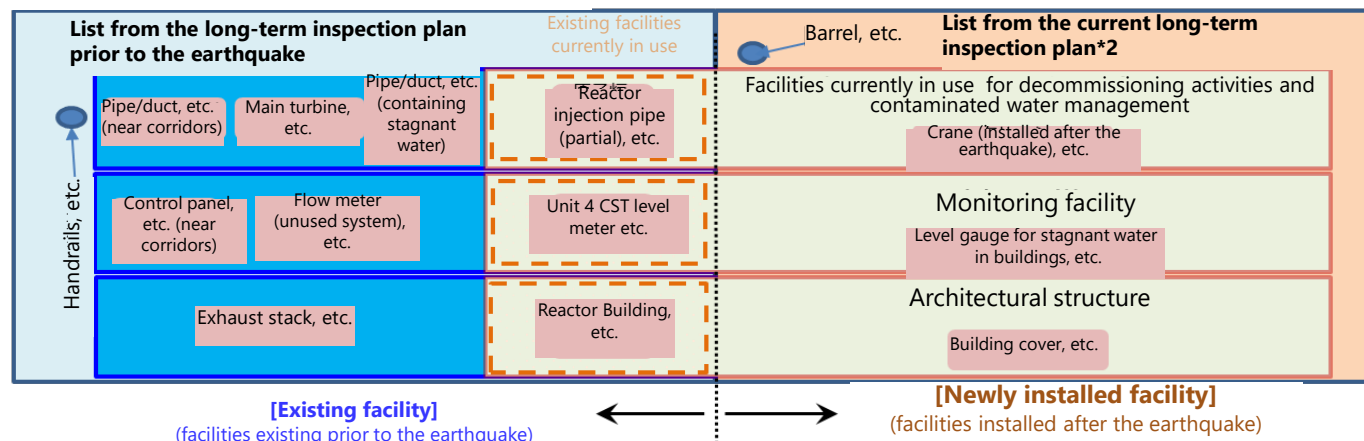 List from the long-term inspection plan
prior to the earthquake
Existing facilities
currently in use
Barrel, etc.
List from the current long-term
inspection plan*2
Handrails, etc.
Pipe/duct, etc.
(near corridors)
Main turbine,
etc.
Pipe/duct, etc.
(containing
stagnant
water)
Reactor
injection pipe
(partial), etc.
Facilities currently in use for decommissioning activities and
contaminated water management
Crane (installed after the
earthquake), etc.
Control panel,
etc. (near
corridors)
Flow meter
(unused system),
etc.
Unit 4 CST level
meter etc.
Monitoring facility
Level gauge for stagnant water
in buildings, etc.
Exhaust stack, etc.
Reactor Building,
etc.
Architectural structure
Building cover, etc.
[Existing facility]
(facilities existing prior to the earthquake)
[Newly installed facility]
(facilities installed after the earthquake)